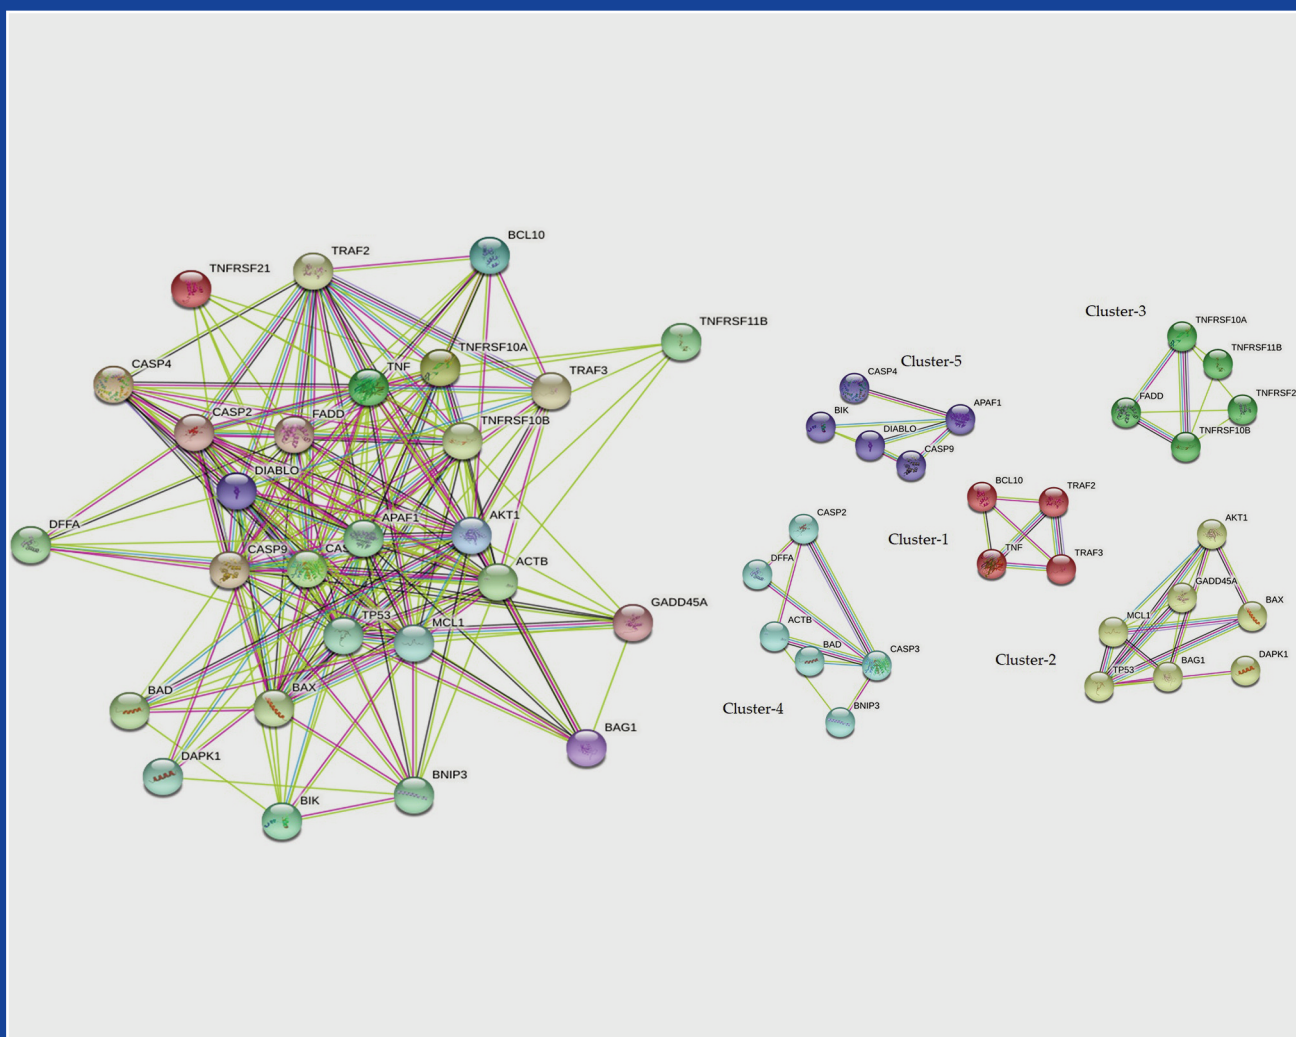 BCL10
TRAF2
TNFRSF21
TNFRSF11B
TNFRSF10A
CASP4
TNF
TRAF3
CASP2
FADD
TNFRSF10B
DIABLO
DFFA
APAF1
AKT1
CASP9
CAS
ACTB
GADD45A
TP53
MCL1
BAD
BAX
BAG1
DAPK1
BNIP3
BIK
Cluster-5
CASP4
BIK
APAF1
DIABLO
CASP9
Cluster-3
TNFRSF10A
TNFRSF11B
FADD
TNFRSF2
TNFRSF10B
BCL10
TRAF2
Cluster-1
TNF
TRAF3
CASP2
DFFA
ACTB
BAD
CASP3
Cluster-4
BNIP3
AKT1
GADD45A
BAX
MCL1
Cluster-2
DAPK1
BAG1
TP53